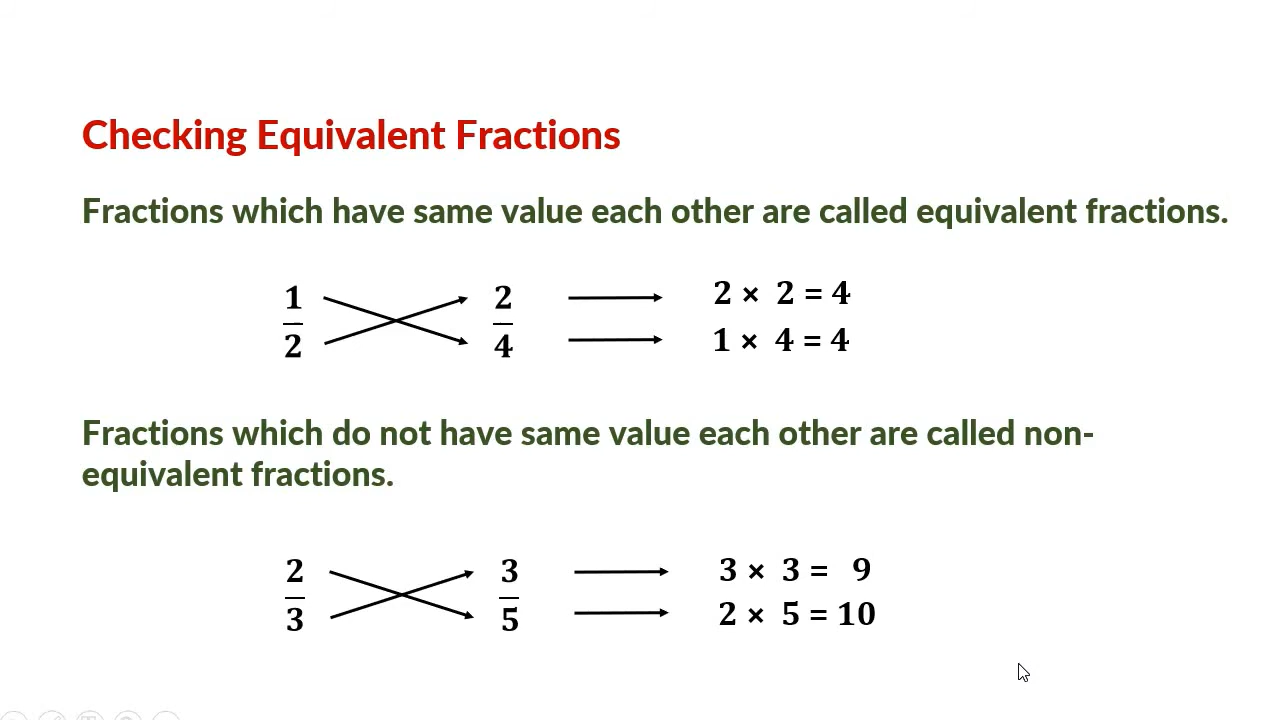 Checking Equivalent Fractions
Fractions which have same value each other are called equivalent fractions.
1 2 2 × 2 = 4
2 4 1 × 4 = 4
Fractions which do not have same value each other are called non-
equivalent fractions.
2 3 3 × 3 = 9
3 5 2 × 5 = 10